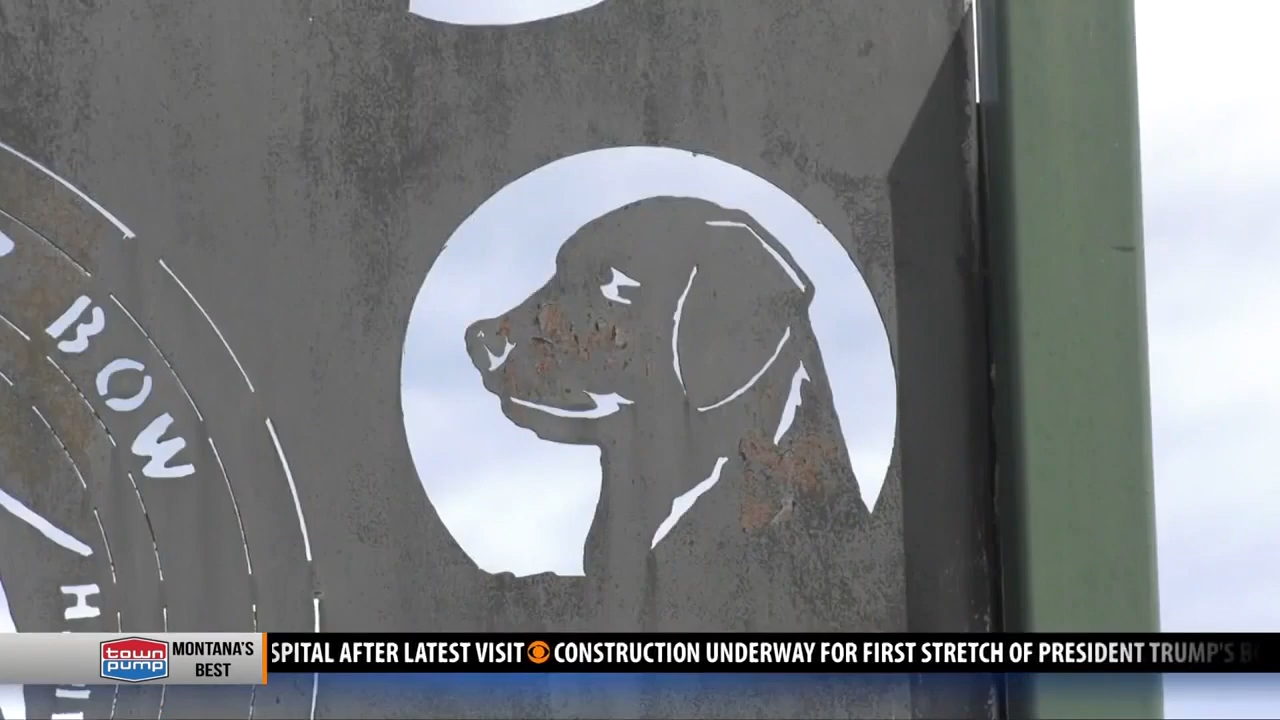 BOW
H
town
pump
MONTANA'S
BEST
SPITAL AFTER LATEST VISIT CONSTRUCTION UNDERWAY FOR FIRST STRETCH OF PRESIDENT TRUMP'S